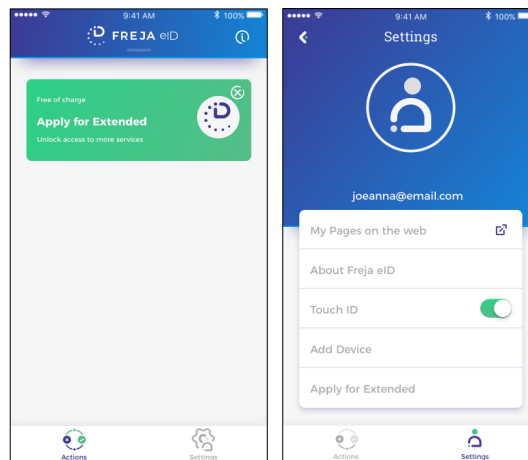 9:41 AM
100%
FREJA eID
Free of charge
Apply for Extended
Unlock access to more services
Actions
Settings
9:41 AM
100%
Settings
joeanna@email.com
My Pages on the web
About Freja eID
Touch ID
Add Device
Apply for Extended
Actions
Settings